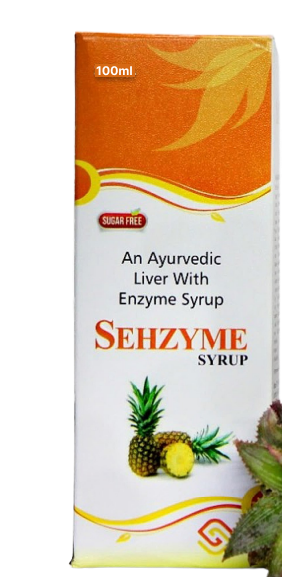 100ml
SUGAR FREE
An Ayurvedic
Liver With
Enzyme Syrup
SEHZYME
SYRUP